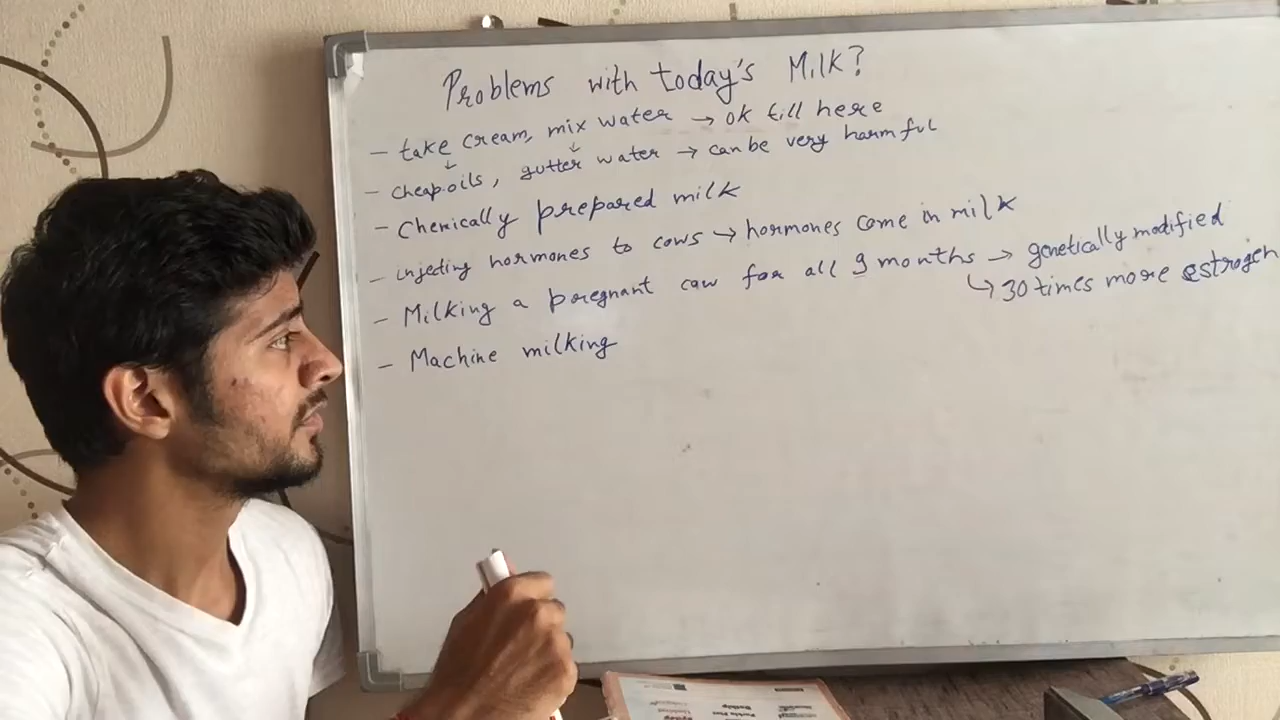 Problems with today's Milk?
- take cream, mix water → ok till here
↓ ↓
- cheap oils, gutter water → can be very harmful
- Chemically prepared milk
- injecting hormones to cows → hormones come in milk
- Milking a pregnant cow for all 9 months → genetically modified
↳ 30 times more estrogen
- Machine milking